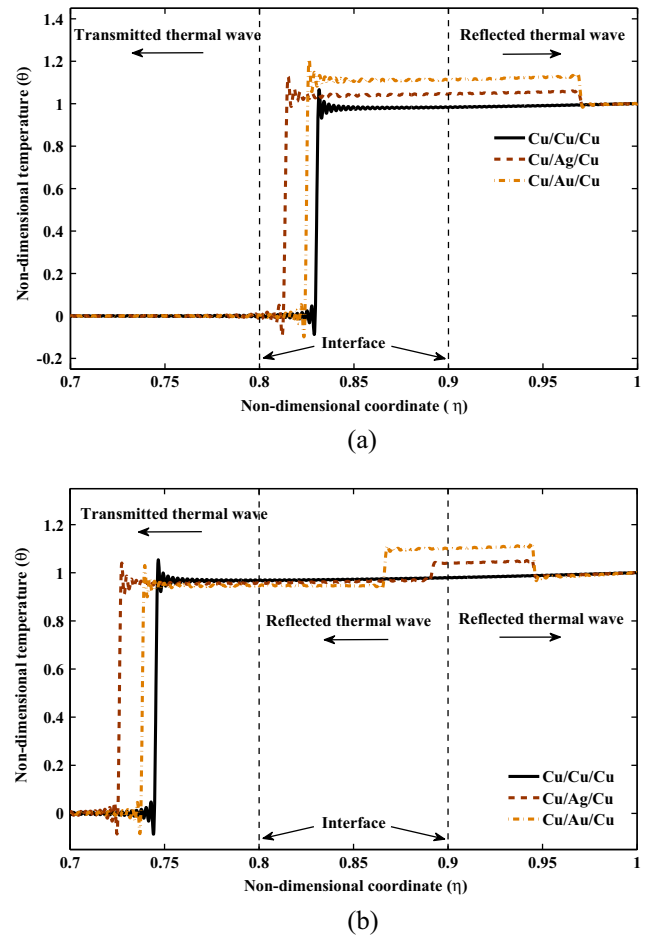 Transmitted thermal wave
Reflected thermal wave
Non-dimensional temperature (θ)
1.4
1.2
1
0.8
0.6
0.4
0.2
0
-0.2
Cu/Cu/Cu
Cu/Ag/Cu
Cu/Au/Cu
Interface
0.7
0.75
0.8
0.85
0.9
0.95
1
Non-dimensional coordinate ( η)
(a)
Transmitted thermal wave
Reflected thermal wave
Reflected thermal wave
Non-dimensional temperature (θ)
1.2
1
0.8
0.6
0.4
0.2
0
Cu/Cu/Cu
Cu/Ag/Cu
Cu/Au/Cu
Interface
0.7
0.75
0.8
0.85
0.9
0.95
1
Non-dimensional coordinate (η)
(b)